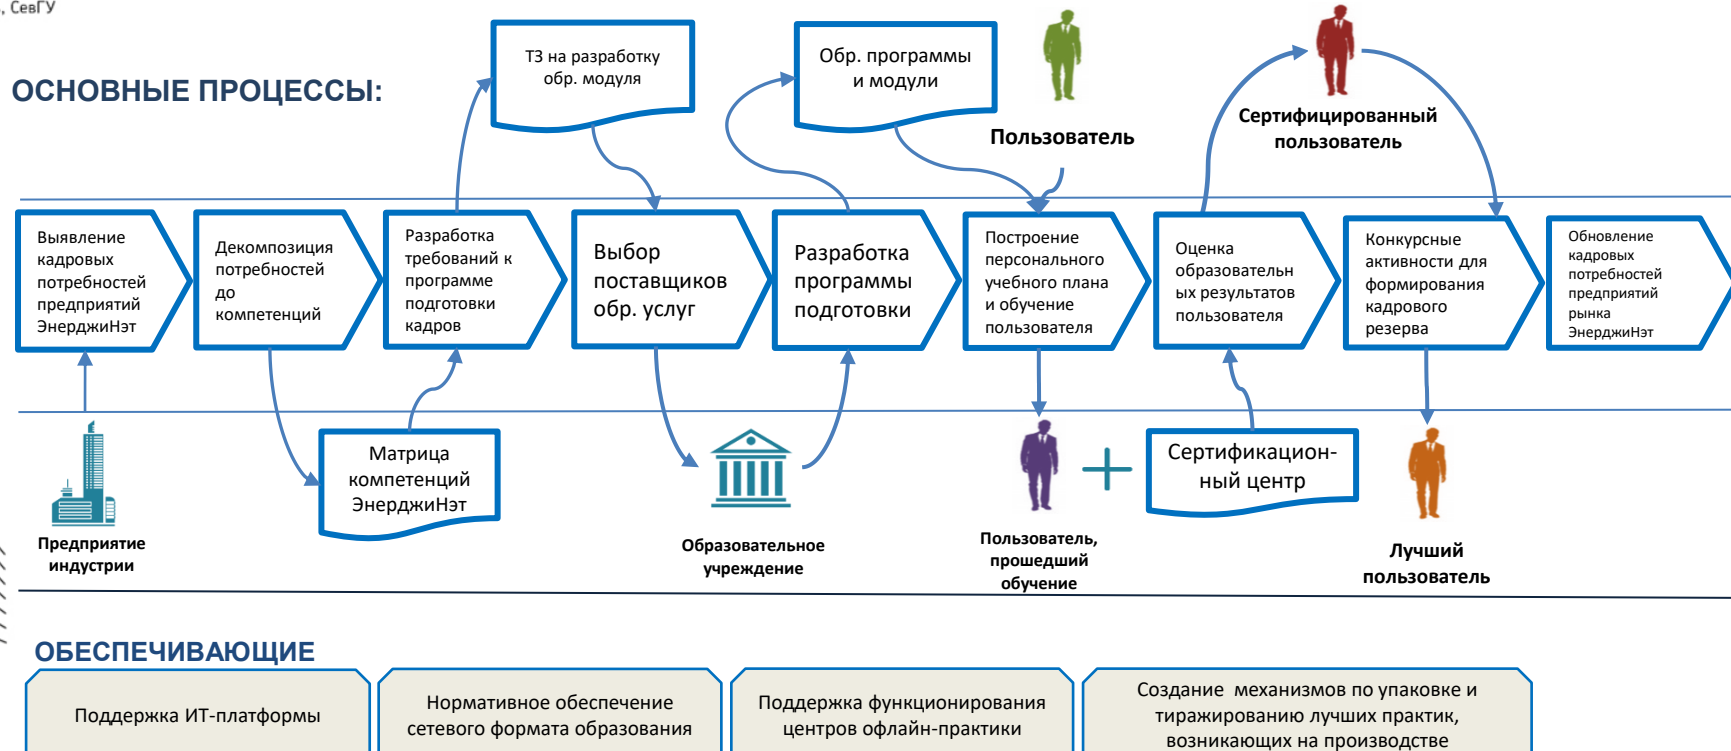 СевГУ
ОСНОВНЫЕ ПРОЦЕССЫ:
ТЗ на разработку
обр. модуля
Обр. программы
и модули
Пользователь
Сертифицированный
пользователь
Выявление
кадровых
потребностей
предприятий
ЭнерджиНэт
Декомпозиция
потребностей
до
компетенций
Разработка
требований к
программе
подготовки
кадров
Выбор
поставщиков
обр. услуг
Разработка
программы
подготовки
Построение
персонального
учебного плана
и обучение
пользователя
Оценка
образовательн
ых результатов
пользователя
Конкурсные
активности для
формирования
кадрового
резерва
Обновление
кадровых
потребностей
предприятий
рынка
ЭнерджиНэт
Предприятие
индустрии
Матрица
компетенций
ЭнерджиНэт
Образовательное
учреждение
Пользователь,
прошедший
обучение
Сертификацион-
ный центр
Лучший
пользователь
ОБЕСПЕЧИВАЮЩИЕ
Поддержка ИТ-платформы
Нормативное обеспечение
сетевого формата образования
Поддержка функционирования
центров офлайн-практики
Создание механизмов по упаковке и
тиражированию лучших практик,
возникающих на производстве